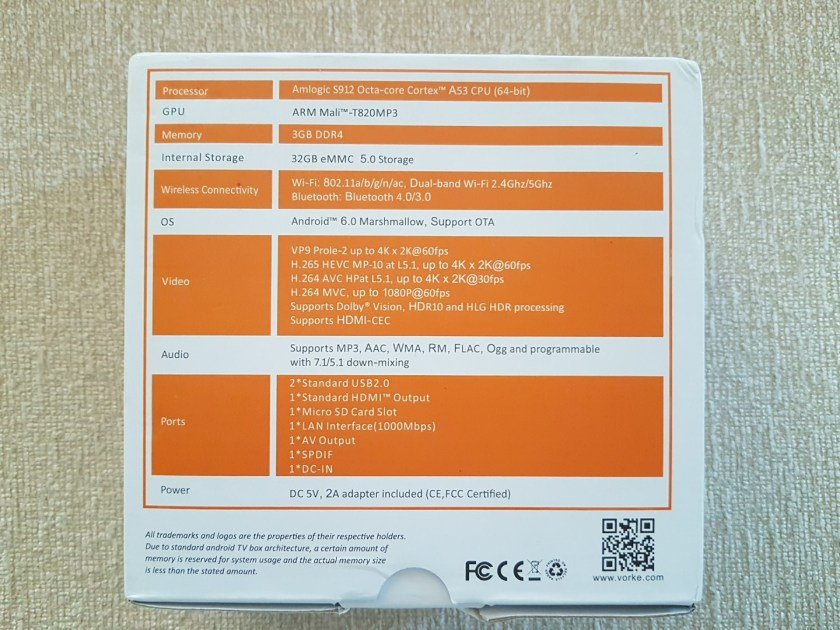 Processor Amlogic S912 Octa-core Cortex™ A53 CPU (64-bit)
GPU ARM Mali™-T820MP3
Memory 3GB DDR4
Internal Storage 32GB eMMC 5.0 Storage
Wireless Connectivity
Wi-Fi: 802.11a/b/g/n/ac, Dual-band Wi-Fi 2.4Ghz/5Ghz
Bluetooth: Bluetooth 4.0/3.0
OS Android™ 6.0 Marshmallow, Support OTA
Video
VP9 Prole-2 up to 4K x 2K@60fps
H.265 HEVC MP-10 at L5.1, up to 4K x 2K@60fps
H.264 AVC HPat L5.1, up to 4K x 2K@30fps
H.264 MVC, up to 1080P@60fps
Supports Dolby® Vision, HDR10 and HLG HDR processing
Supports HDMI-CEC
Audio
Supports MP3, AAC, WMA, RM, FLAC, Ogg and programmable
with 7.1/5.1 down-mixing
Ports
2*Standard USB2.0
1*Standard HDMI™ Output
1*Micro SD Card Slot
1*LAN Interface(1000Mbps)
1*AV Output
1*SPDIF
1*DC-IN
Power DC 5V, 2A adapter included (CE,FCC Certified)
All trademarks and logos are the properties of their respective holders.
Due to standard android TV box architecture, a certain amount of
memory is reserved for system usage and the actual memory size
is less than the stated amount.
FC CE
www.vorke.com